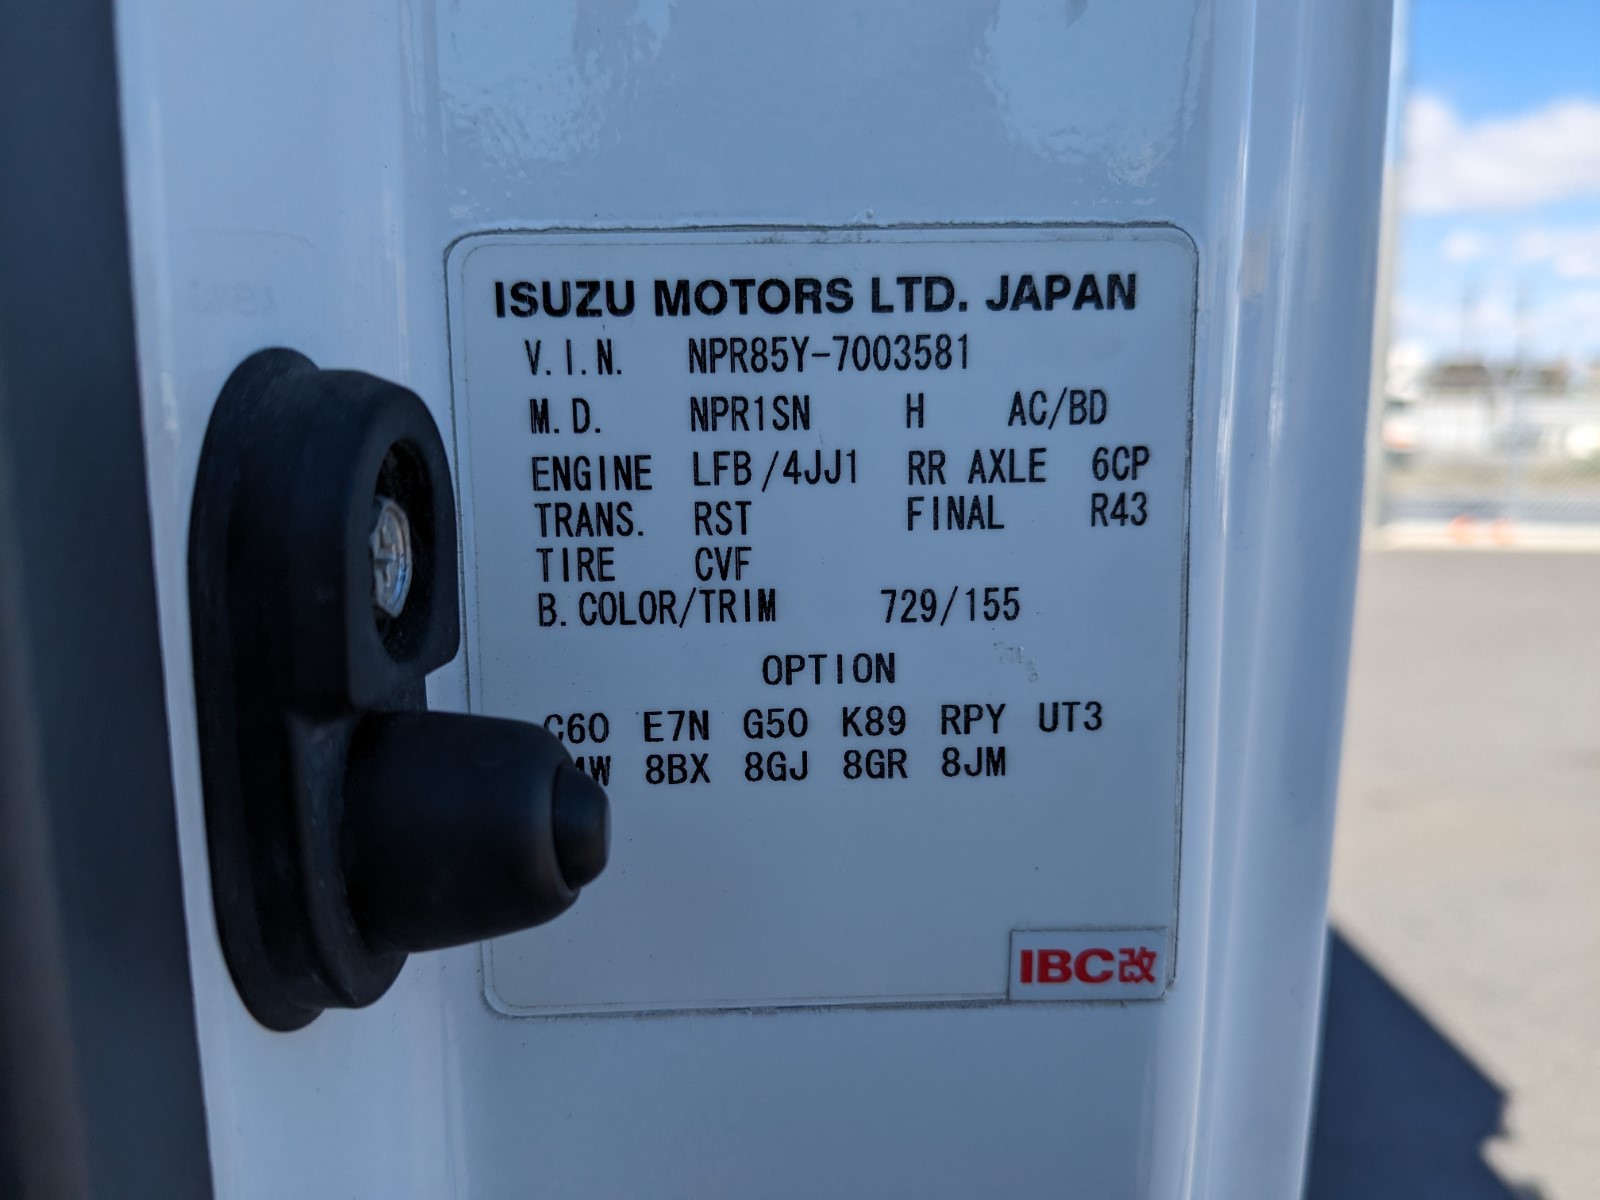 ISUZU MOTORS LTD. JAPAN
V.I.N. NPR85Y-7003581
M.D. NPR1SN H AC/BD
ENGINE LFB/4JJ1 RR AXLE 6CP
TRANS. RST FINAL R43
TIRE CVF
B.COLOR/TRIM 729/155
OPTION
C60 E7N G50 K89 RPY UT3
8BX 8GJ 8GR 8JM
IBC改